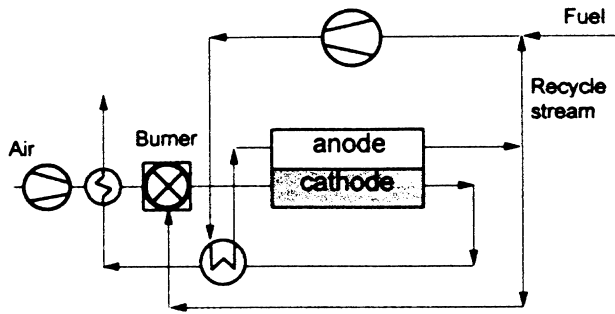 Fuel
Recycle
stream
Air
Burner
anode
cathode